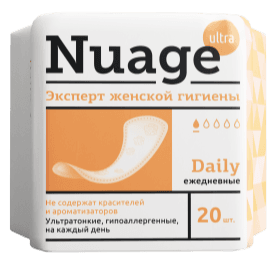 ultra
Nuage
Эксперт женской гигиены
Daily
ежедневные
Не содержат красителей
и ароматизаторов
Ультратонкие, гипоаллергенные,
на каждый день
20 шт.